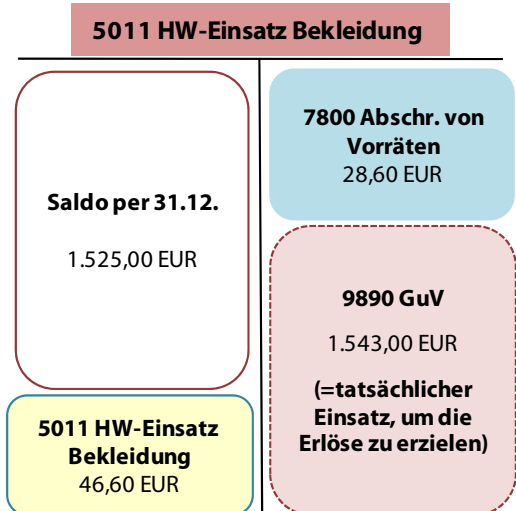 5011 HW-Einsatz Bekleidung
Saldo per 31.12.
1.525,00 EUR
5011 HW-Einsatz
Bekleidung
46,60 EUR
7800 Abschr. von
Vorräten
28,60 EUR
9890 GuV
1.543,00 EUR
(=tatsächlicher
Einsatz, um die
Erlöse zu erzielen)